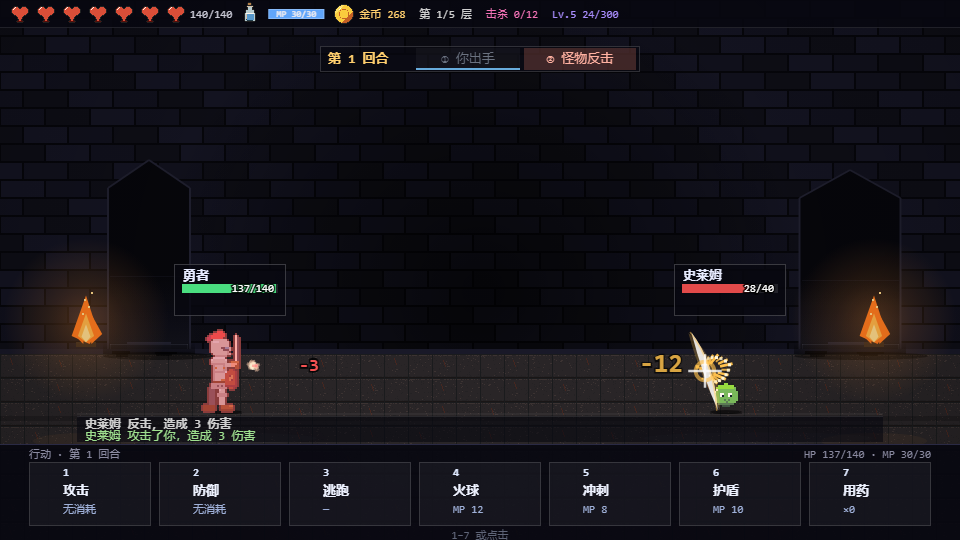 140/140 MP 30/30 金币 268 第 1/5 层 击杀 0/12 Lv.5 24/300
第 1 回合 ① 你出手 ② 怪物反击
勇者
137/140
史莱姆
28/40
-3
-12
史莱姆 反击, 造成 3 伤害
史莱姆 攻击了你, 造成 3 伤害
行动 · 第 1 回合
HP 137/140 · MP 30/30
1
攻击
无消耗
2
防御
无消耗
3
逃跑
—
4
火球
MP 12
5
冲刺
MP 8
6
护盾
MP 10
7
用药
×0
1-7 或点击